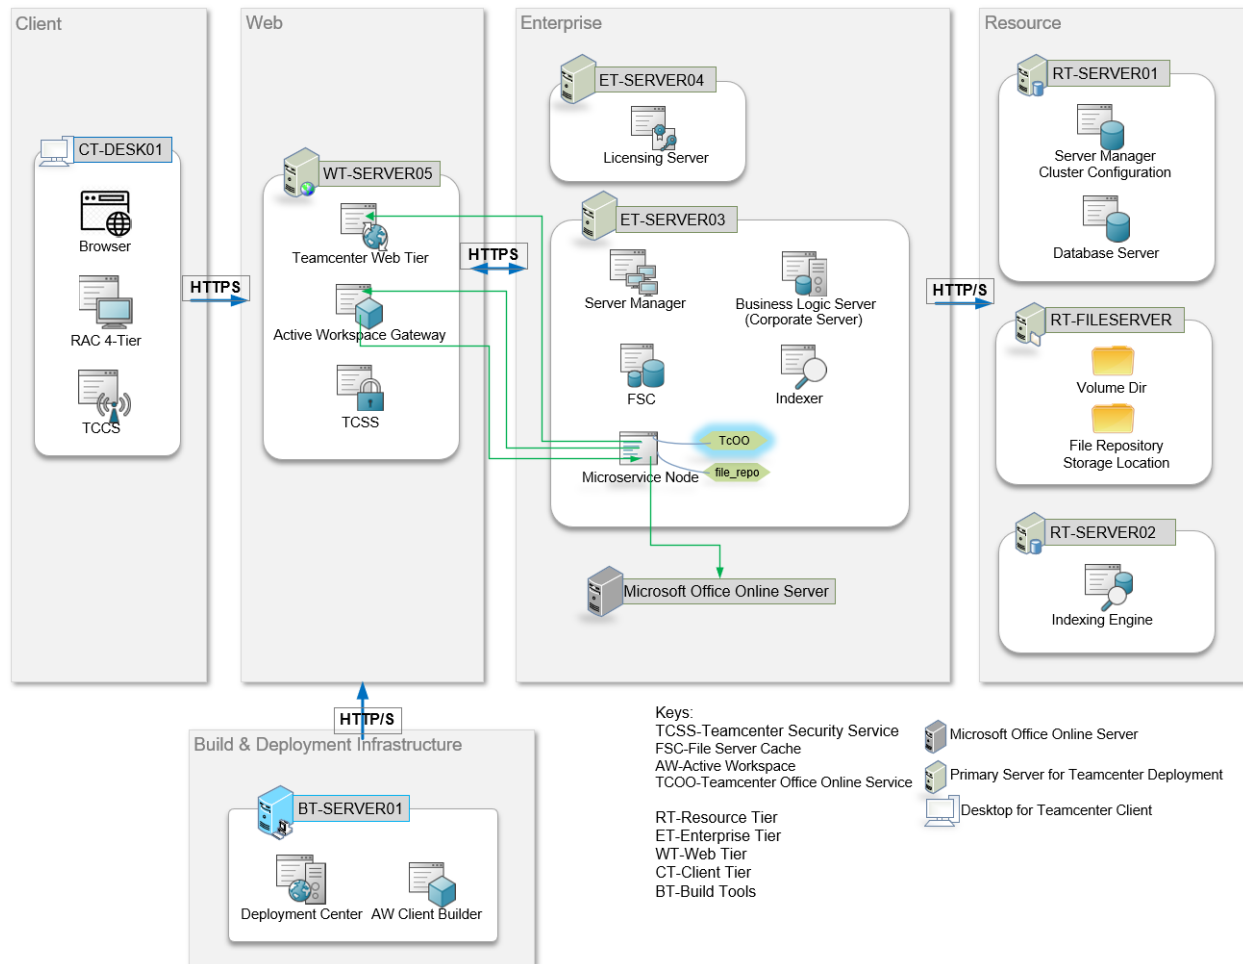 Client
CT-DESK01
Browser
RAC 4-Tier
TCCS
HTTPS
Web
WT-SERVER05
Teamcenter Web Tier
Active Workspace Gateway
TCSS
HTTPS
Enterprise
ET-SERVER04
Licensing Server
ET-SERVER03
Server Manager
Business Logic Server
(Corporate Server)
FSC
Indexer
Microservice Node
TcOO
file_repo
Microsoft Office Online Server
HTTP/S
Resource
RT-SERVER01
Server Manager
Cluster Configuration
Database Server
RT-FILESERVER
Volume Dir
File Repository
Storage Location
RT-SERVER02
Indexing Engine
HTTP/S
Build & Deployment Infrastructure
BT-SERVER01
Deployment Center
AW Client Builder
Keys:
TCSS-Teamcenter Security Service
FSC-File Server Cache
AW-Active Workspace
TCOO-Teamcenter Office Online Service
RT-Resource Tier
ET-Enterprise Tier
WT-Web Tier
CT-Client Tier
BT-Build Tools
Microsoft Office Online Server
Primary Server for Teamcenter Deployment
Desktop for Teamcenter Client